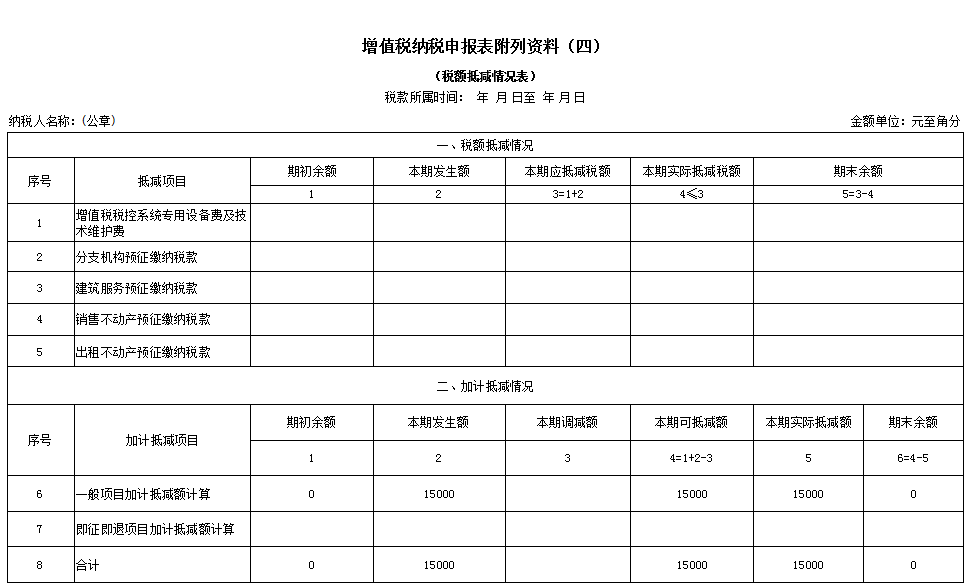 增值税纳税申报表附列资料（四）
（税额抵减情况表）
税款所属时间： 年 月 日至 年 月 日
纳税人名称：(公章) 金额单位：元至角分
一、税额抵减情况
序号 抵减项目 期初余额 本期发生额 本期应抵减税额 本期实际抵减税额 期末余额
1 2 3=1+2 4≤3 5=3-4
1 增值税税控系统专用设备费及技
术维护费
2 分支机构预征缴纳税款
3 建筑服务预征缴纳税款
4 销售不动产预征缴纳税款
5 出租不动产预征缴纳税款
二、加计抵减情况
序号 加计抵减项目 期初余额 本期发生额 本期调减额 本期可抵减额 本期实际抵减额 期末余额
1 2 3 4=1+2-3 5 6=4-5
6 一般项目加计抵减额计算 0 15000 15000 15000 0
7 即征即退项目加计抵减额计算
8 合计 0 15000 15000 15000 0